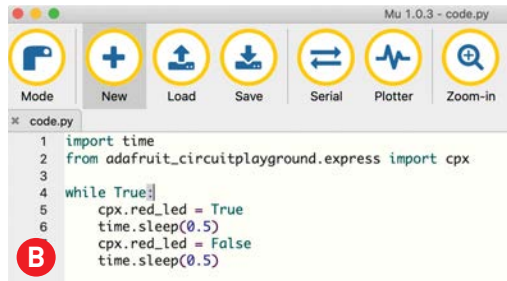 Mu 1.0.3 - code.py
Mode New Load Save Serial Plotter Zoom-in
× code.py
1 import time
2 from adafruit_circuitplayground.express import cpx
3
4 while True:
5     cpx.red_led = True
6     time.sleep(0.5)
    cpx.red_led = False
    time.sleep(0.5)
B